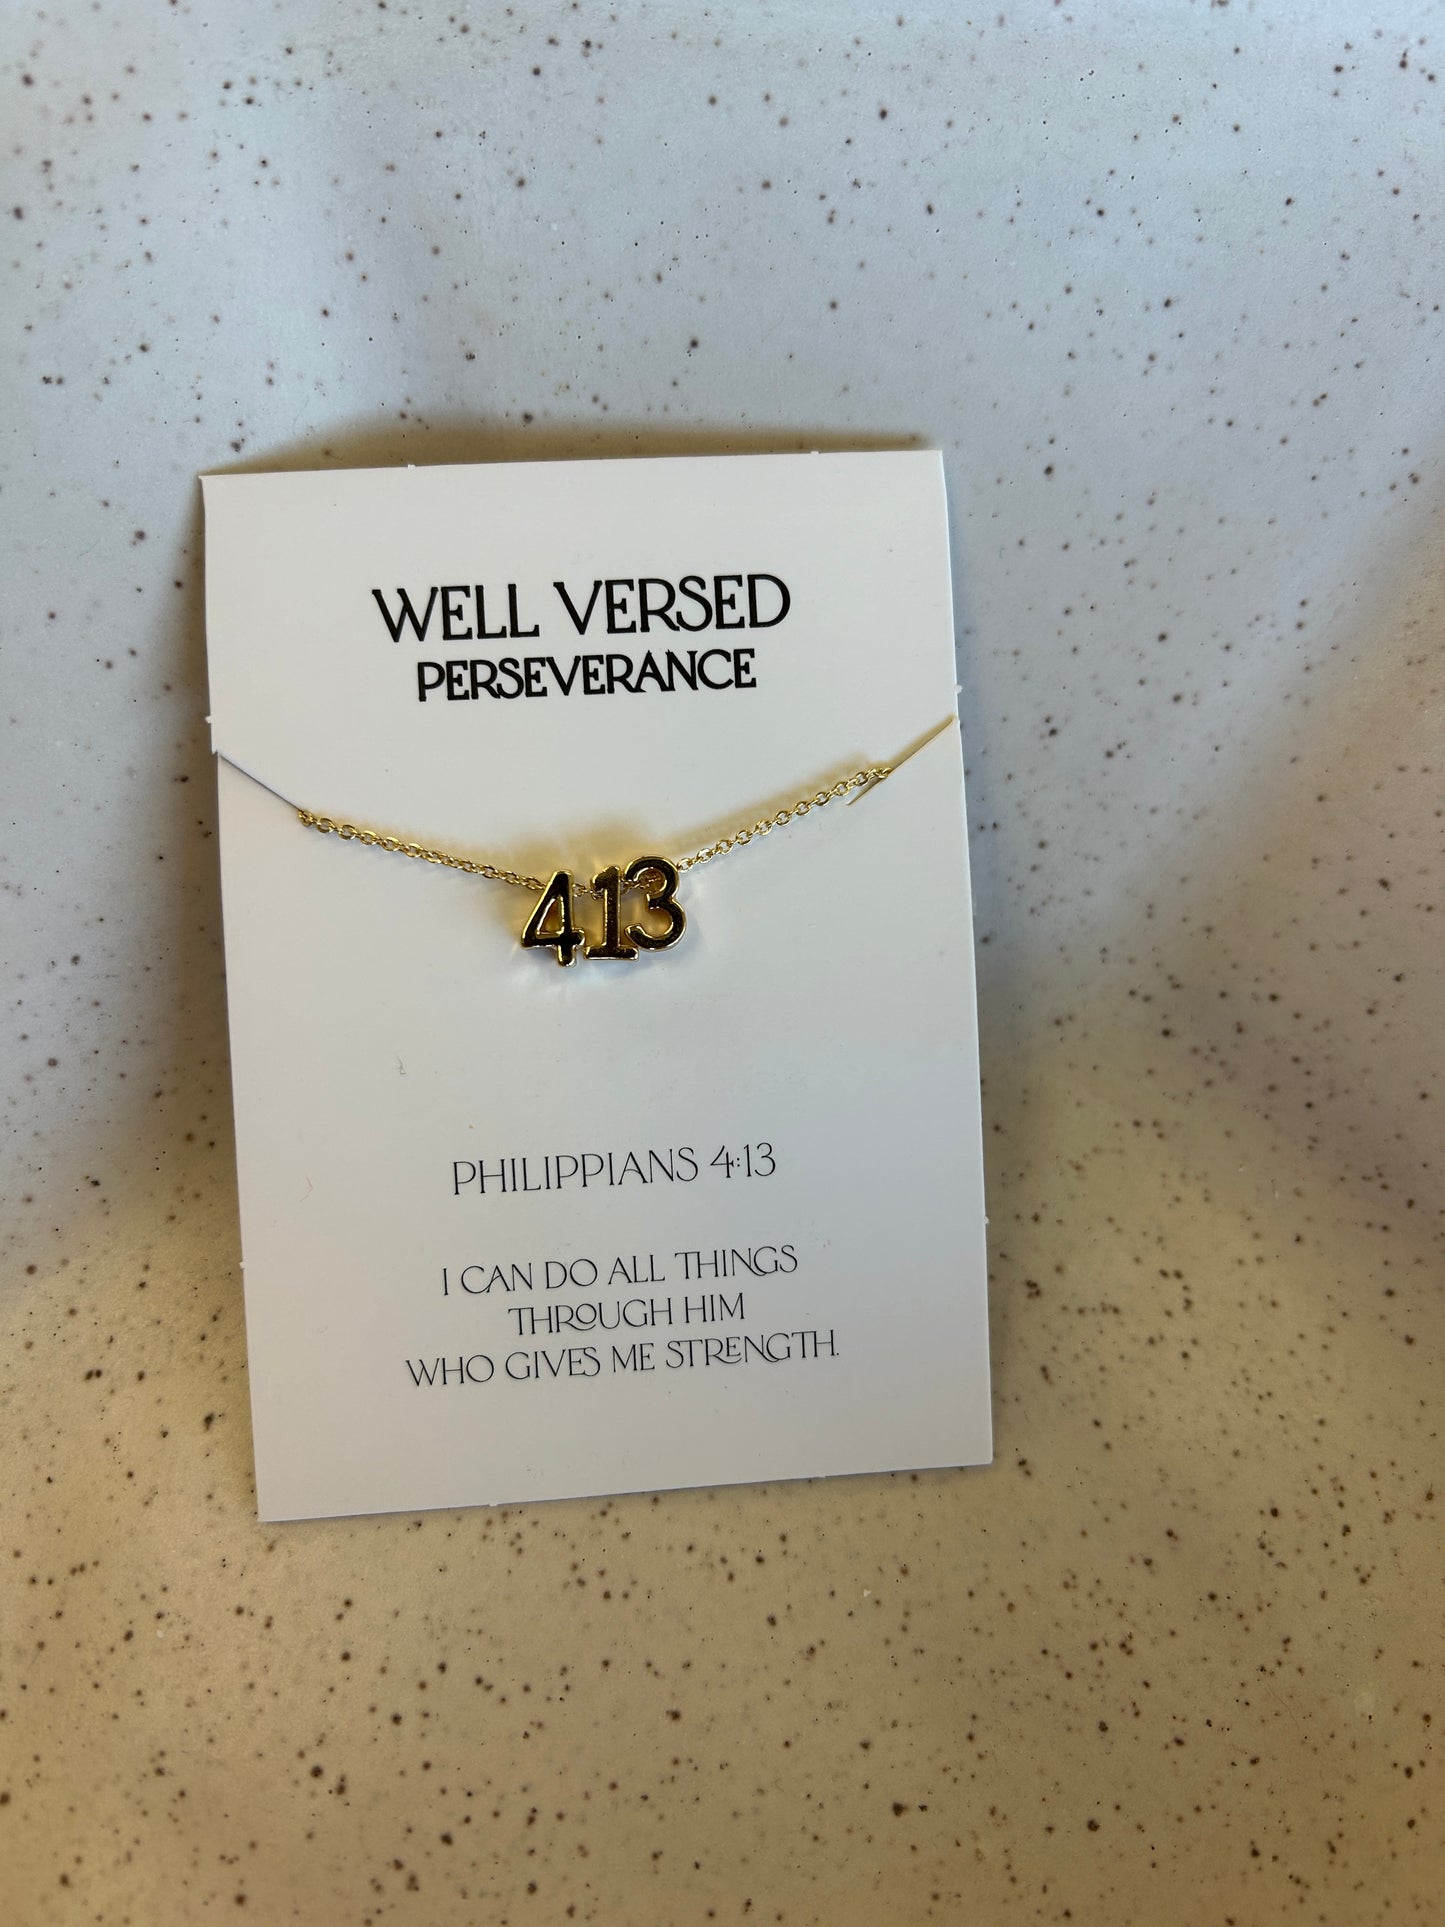 WELL VERSED
PERSEVERANCE
413
PHILIPPIANS 4:13
I CAN DO ALL THINGS
THROUGH HIM
WHO GIVES ME STRENGTH.